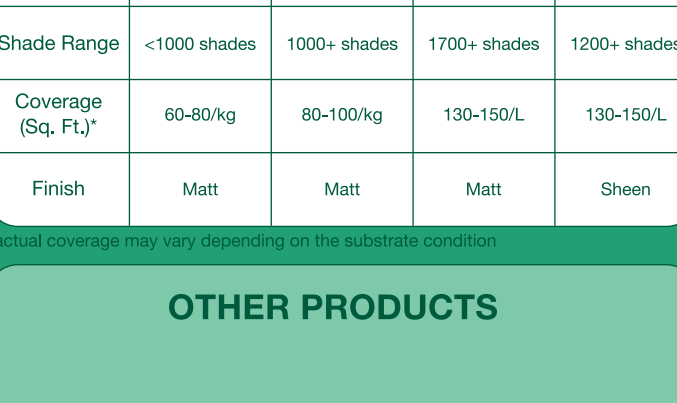 Shade Range <1000 shades 1000+ shades 1700+ shades 1200+ shades
Coverage
(Sq. Ft.)* 60-80/kg 80-100/kg 130-150/L 130-150/L
Finish Matt Matt Matt Sheen
actual coverage may vary depending on the substrate condition
OTHER PRODUCTS